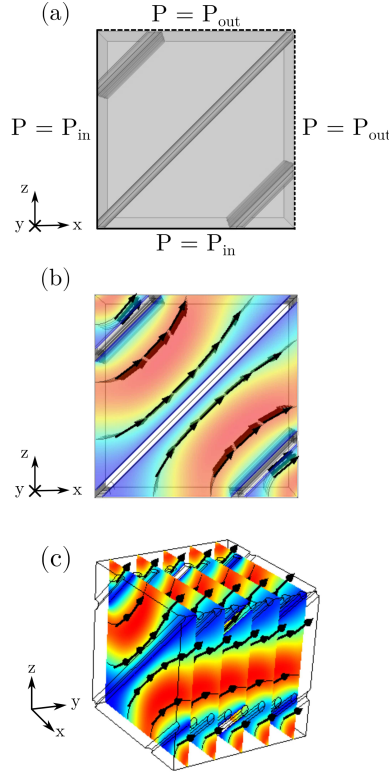 (a)
P = P_out
P = P_in
P = P_out
z
y
x
P = P_in
(b)
z
y
x
(c)
z
y
x